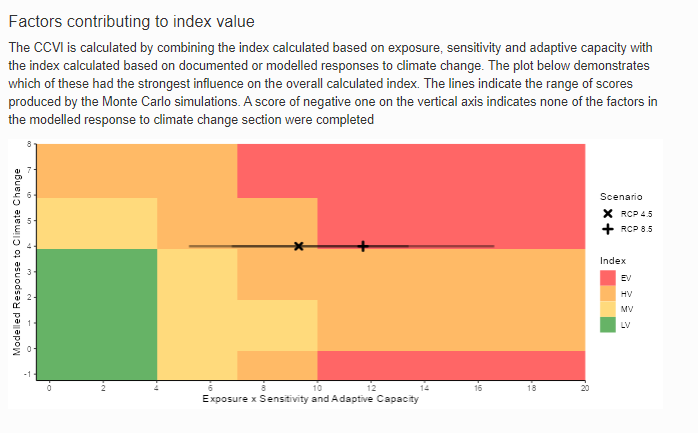 Factors contributing to index value
The CCVI is calculated by combining the index calculated based on exposure, sensitivity and adaptive capacity with
the index calculated based on documented or modelled responses to climate change. The plot below demonstrates
which of these had the strongest influence on the overall calculated index. The lines indicate the range of scores
produced by the Monte Carlo simulations. A score of negative one on the vertical axis indicates none of the factors in
the modelled response to climate change section were completed
Modelled Response to Climate Change
8
7
6
5
4
3
2
1
0
-1
0 2 4 6 8 10 12 14 16 18 20
Exposure x Sensitivity and Adaptive Capacity
Scenario
RCP 4.5
RCP 8.5
Index
EV
HV
MV
LV